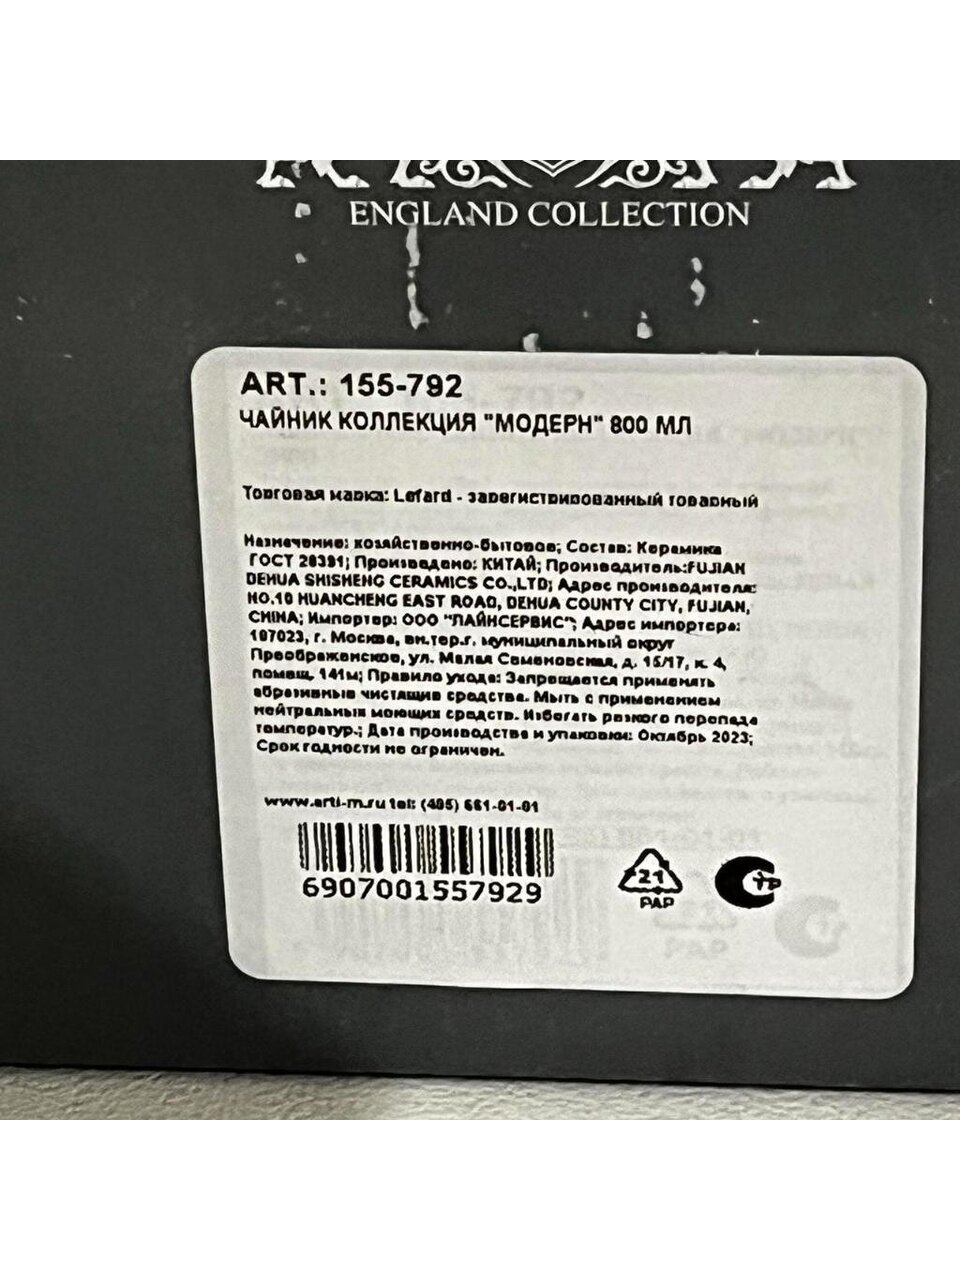 ENGLAND COLLECTION
ART.: 155-792
ЧАЙНИК КОЛЛЕКЦИЯ "МОДЕРН" 800 МЛ
Торговая марка: Lefard - зарегистрированный товарный
Назначение: хозяйственно-бытовое; Состав: Керамика
ГОСТ 28391; Произведено: КИТАЙ; Производитель:FUJIAN
DEHUA SHISHENG CERAMICS CO.,LTD; Адрес производителя:
NO.10 HUANCHENG EAST ROAD, DEHUA COUNTY CITY, FUJIAN,
CHINA; Импортер: ООО "ЛАЙНСЕРВИС"; Адрес импортера:
107023, г. Москва, вн.тер.г. муниципальный округ
Преображенское, ул. Малая Семеновская, д. 15/17, к. 4,
помещ. 141м; Правило ухода: Запрещается применять
абразивные чистящие средства. Мыть с применением
нейтральных моющих средств. Избегать резкого перепада
температур.; Дата производства и упаковки: Октябрь 2023;
Срок годности не ограничен.
www.arti-m.ru tel: (495) 661-01-01
6907001557929
21
PAP
СТР